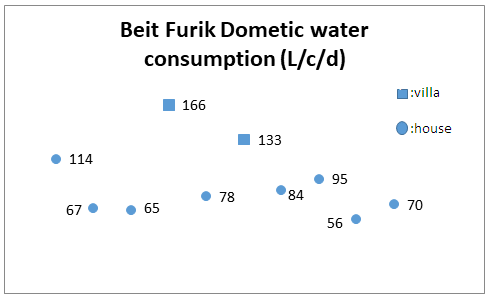 Beit Furik Dometic water
consumption (L/c/d)
:villa
:house
166
133
114
95
84
78
70
67
65
56